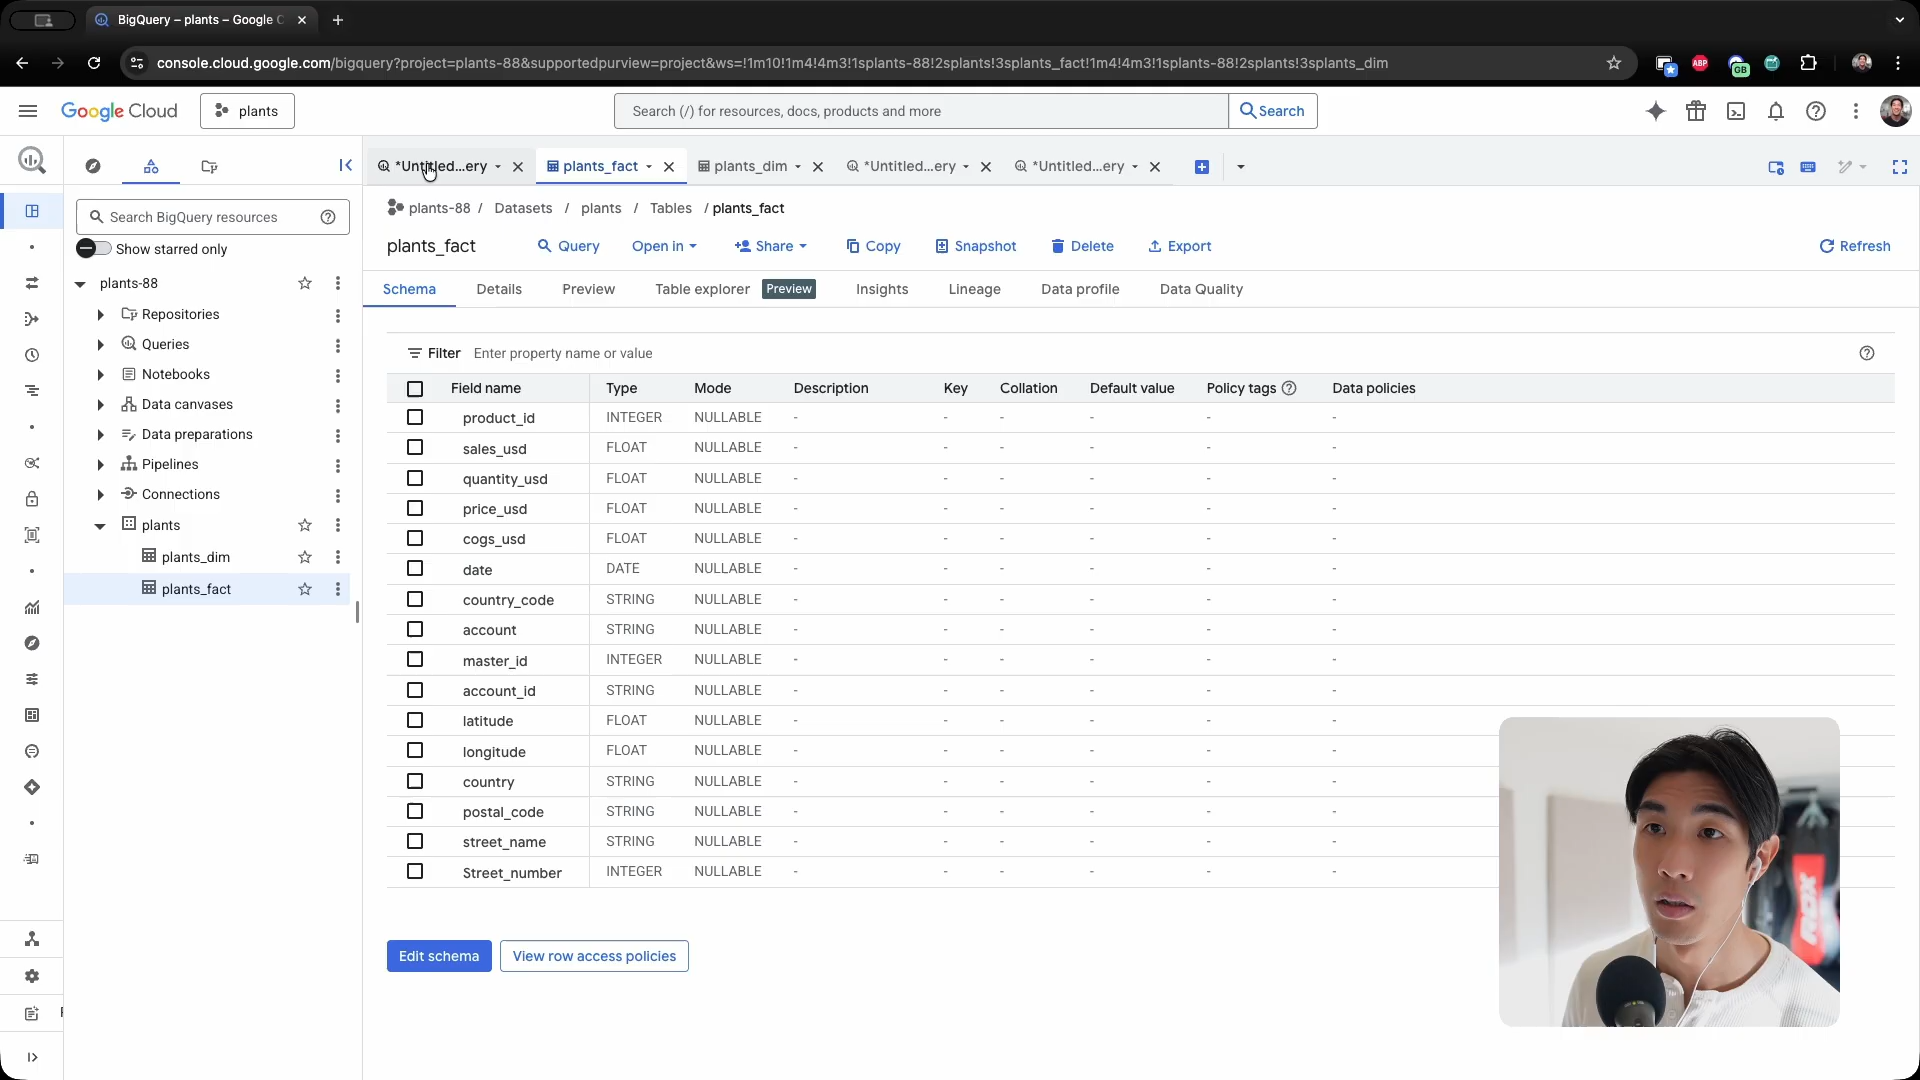 BigQuery – plants – Google C
console.cloud.google.com/bigquery?project=plants-88&supportedpurview=project&ws=!1m10!1m4!4m3!1splants-88!2splants!3splants_fact!1m4!4m3!1splants-88!2splants!3splants_dim
ABP
GB
Google Cloud
plants
Search (/) for resources, docs, products and more
Search
*Untitled...ery
plants_fact
plants_dim
*Untitled...ery
*Untitled...ery
Search BigQuery resources
Show starred only
plants-88
Repositories
Queries
Notebooks
Data canvases
Data preparations
Pipelines
Connections
plants
plants_dim
plants_fact
plants-88 / Datasets / plants / Tables / plants_fact
plants_fact
Query
Open in
Share
Copy
Snapshot
Delete
Export
Refresh
Schema
Details
Preview
Table explorer
Preview
Insights
Lineage
Data profile
Data Quality
Filter Enter property name or value
Field name Type Mode Description Key Collation Default value Policy tags Data policies
product_id INTEGER NULLABLE - - - - - -
sales_usd FLOAT NULLABLE - - - - - -
quantity_usd FLOAT NULLABLE - - - - - -
price_usd FLOAT NULLABLE - - - - - -
cogs_usd FLOAT NULLABLE - - - - - -
date DATE NULLABLE - - - - - -
country_code STRING NULLABLE - - - - - -
account STRING NULLABLE - - - - - -
master_id INTEGER NULLABLE - - - - - -
account_id STRING NULLABLE - - - - - -
latitude FLOAT NULLABLE - - - - - -
longitude FLOAT NULLABLE - - - - - -
country STRING NULLABLE - - - - - -
postal_code STRING NULLABLE - - - - - -
street_name STRING NULLABLE - - - - - -
Street_number INTEGER NULLABLE - - - - - -
Edit schema
View row access policies
RDX